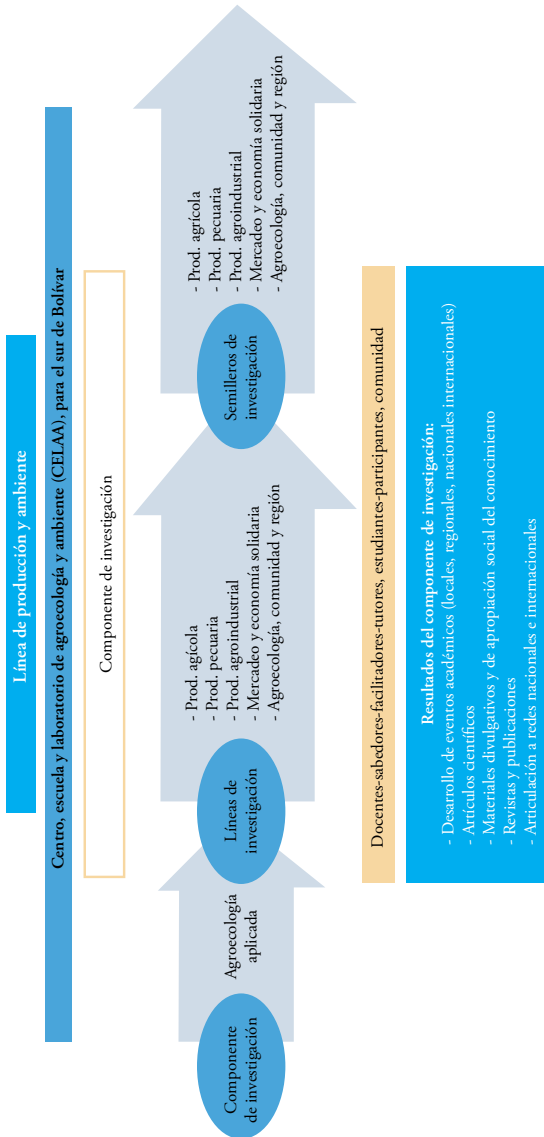 Línea de producción y ambiente
Centro, escuela y laboratorio de agroecología y ambiente (CELAA), para el sur de Bolívar
Componente de investigación
Componente
de investigación
Agroecología
aplicada
Líneas de
investigación
- Prod. agícola
- Prod. pecuaria
- Prod. agroindustrial
- Mercadeo y economía solidaria
- Agroecología, comunidad y región
Semilleros de
investigación
- Prod. agrícola
- Prod. pecuaria
- Prod. agroindustrial
- Mercadeo y economía solidaria
- Agroecología, comunidad y región
Docentes-sabedores-facilitadores-tutores, estudiantes-participantes, comunidad
Resultados del componente de investigación:
- Desarrollo de eventos académicos (locales, regionales, nacionales internacionales)
- Artículos científicos
- Materiales divulgativos y de apropiación social del conocimiento
- Revistas y publicaciones
- Articulación a redes nacionales e internacionales